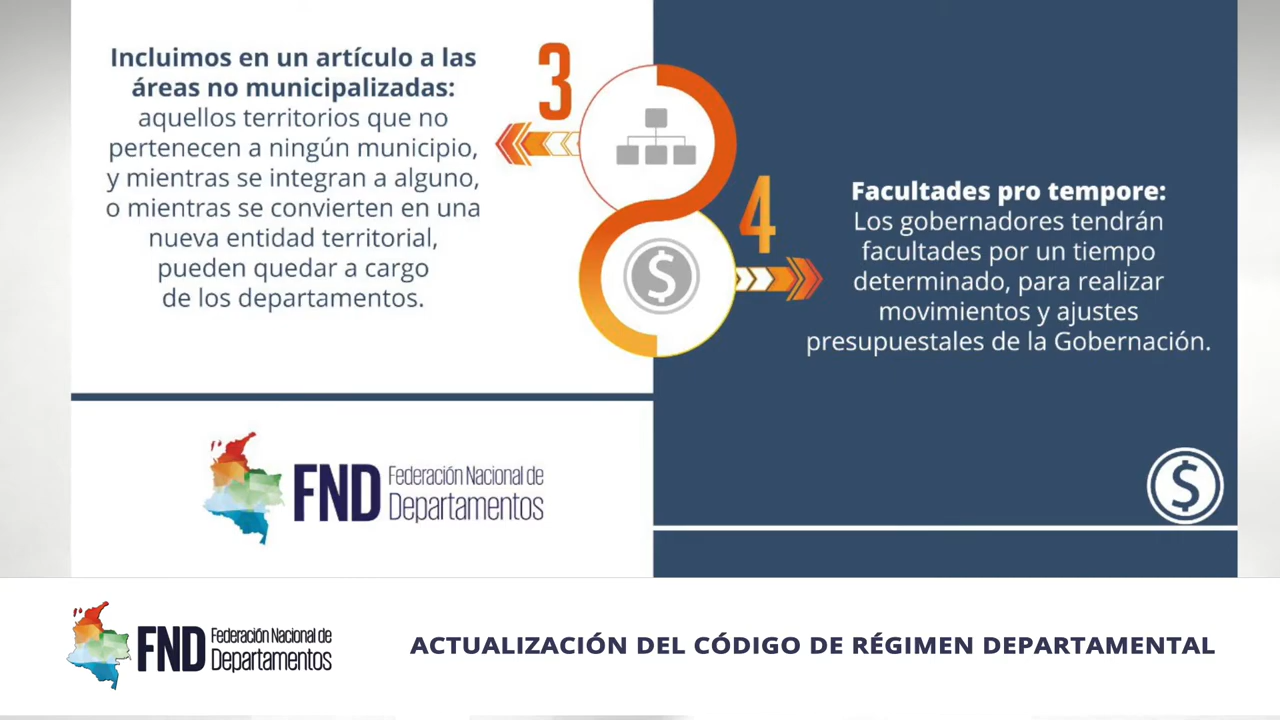 Incluimos en un artículo a las
áreas no municipalizadas:
aquellos territorios que no
pertenecen a ningún municipio,
y mientras se integran a alguno,
o mientras se convierten en una
nueva entidad territorial,
pueden quedar a cargo
de los departamentos.
3
4
Facultades pro tempore:
Los gobernadores tendrán
facultades por un tiempo
determinado, para realizar
movimientos y ajustes
presupuestales de la Gobernación.
$
$
FND Federación Nacional de
Departamentos
FND Federación Nacional de
Departamentos
ACTUALIZACIÓN DEL CÓDIGO DE RÉGIMEN DEPARTAMENTAL